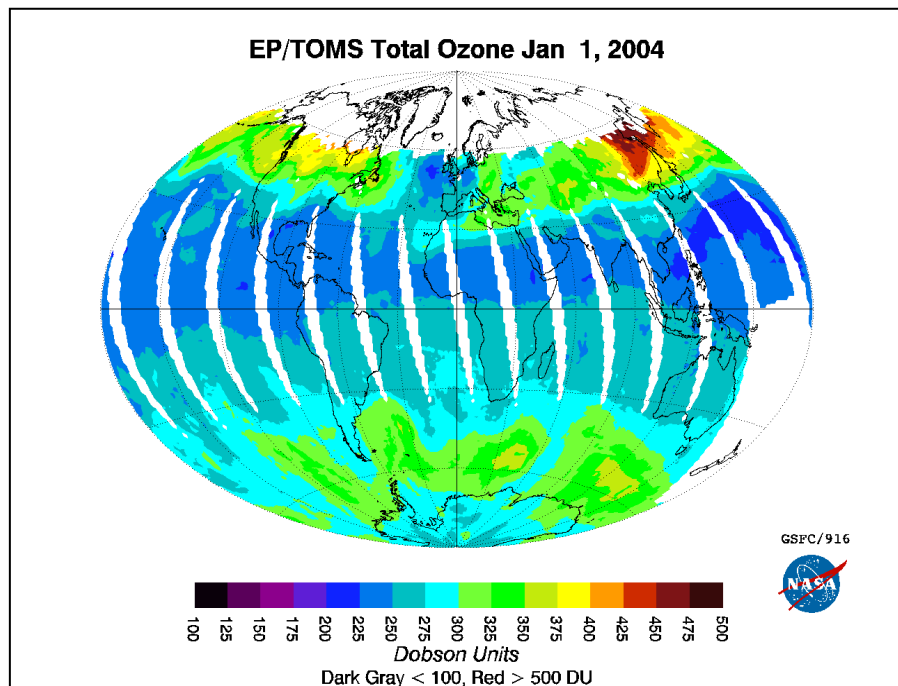 EP/TOMS Total Ozone Jan 1, 2004
GSFC/916
NASA
100 125 150 175 200 225 250 275 300 325 350 375 400 425 450 475 500
Dobson Units
Dark Gray < 100, Red > 500 DU